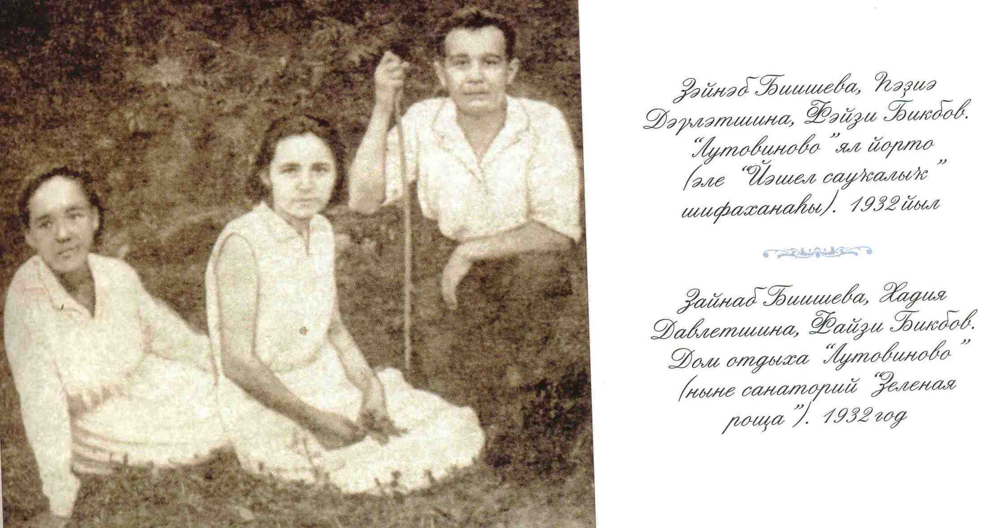 Зәйнәб Биишева, Һәҙиә
Дәүләтшина, Фәйзи Бикбов.
“Лутовиново” ял йорто
(әле “Йәшел сауҡалыҡ”
шифаханаһы). 1932 йыл
Зайнаб Биишева, Хадия
Давлетшина, Файзи Бикбов.
Дом отдыха “Лутовиново”
(ныне санаторий “Зеленая
роща”). 1932 год